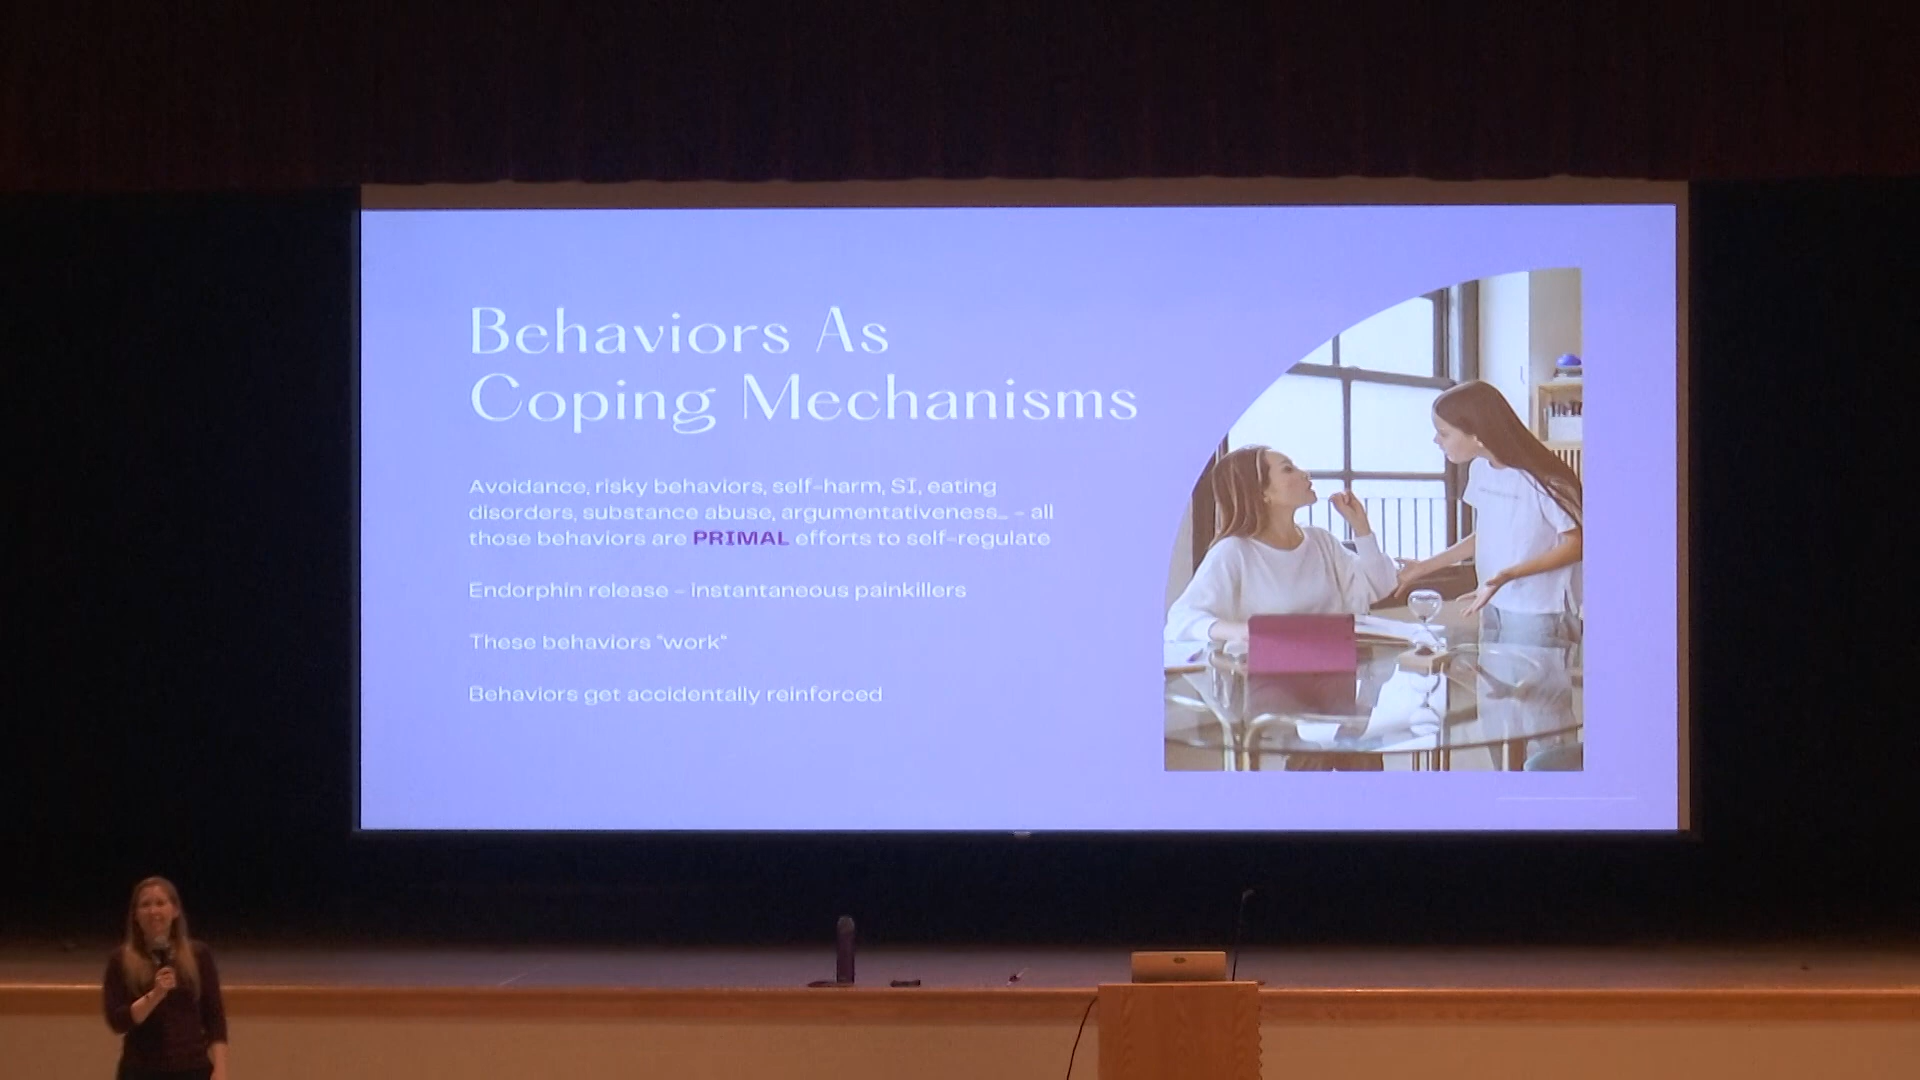 Behaviors As
Coping Mechanisms
Avoidance, risky behaviors, self-harm, SI, eating
disorders, substance abuse, argumentativeness... - all
those behaviors are PRIMAL efforts to self-regulate
Endorphin release - instantaneous painkillers
These behaviors "work"
Behaviors get accidentally reinforced